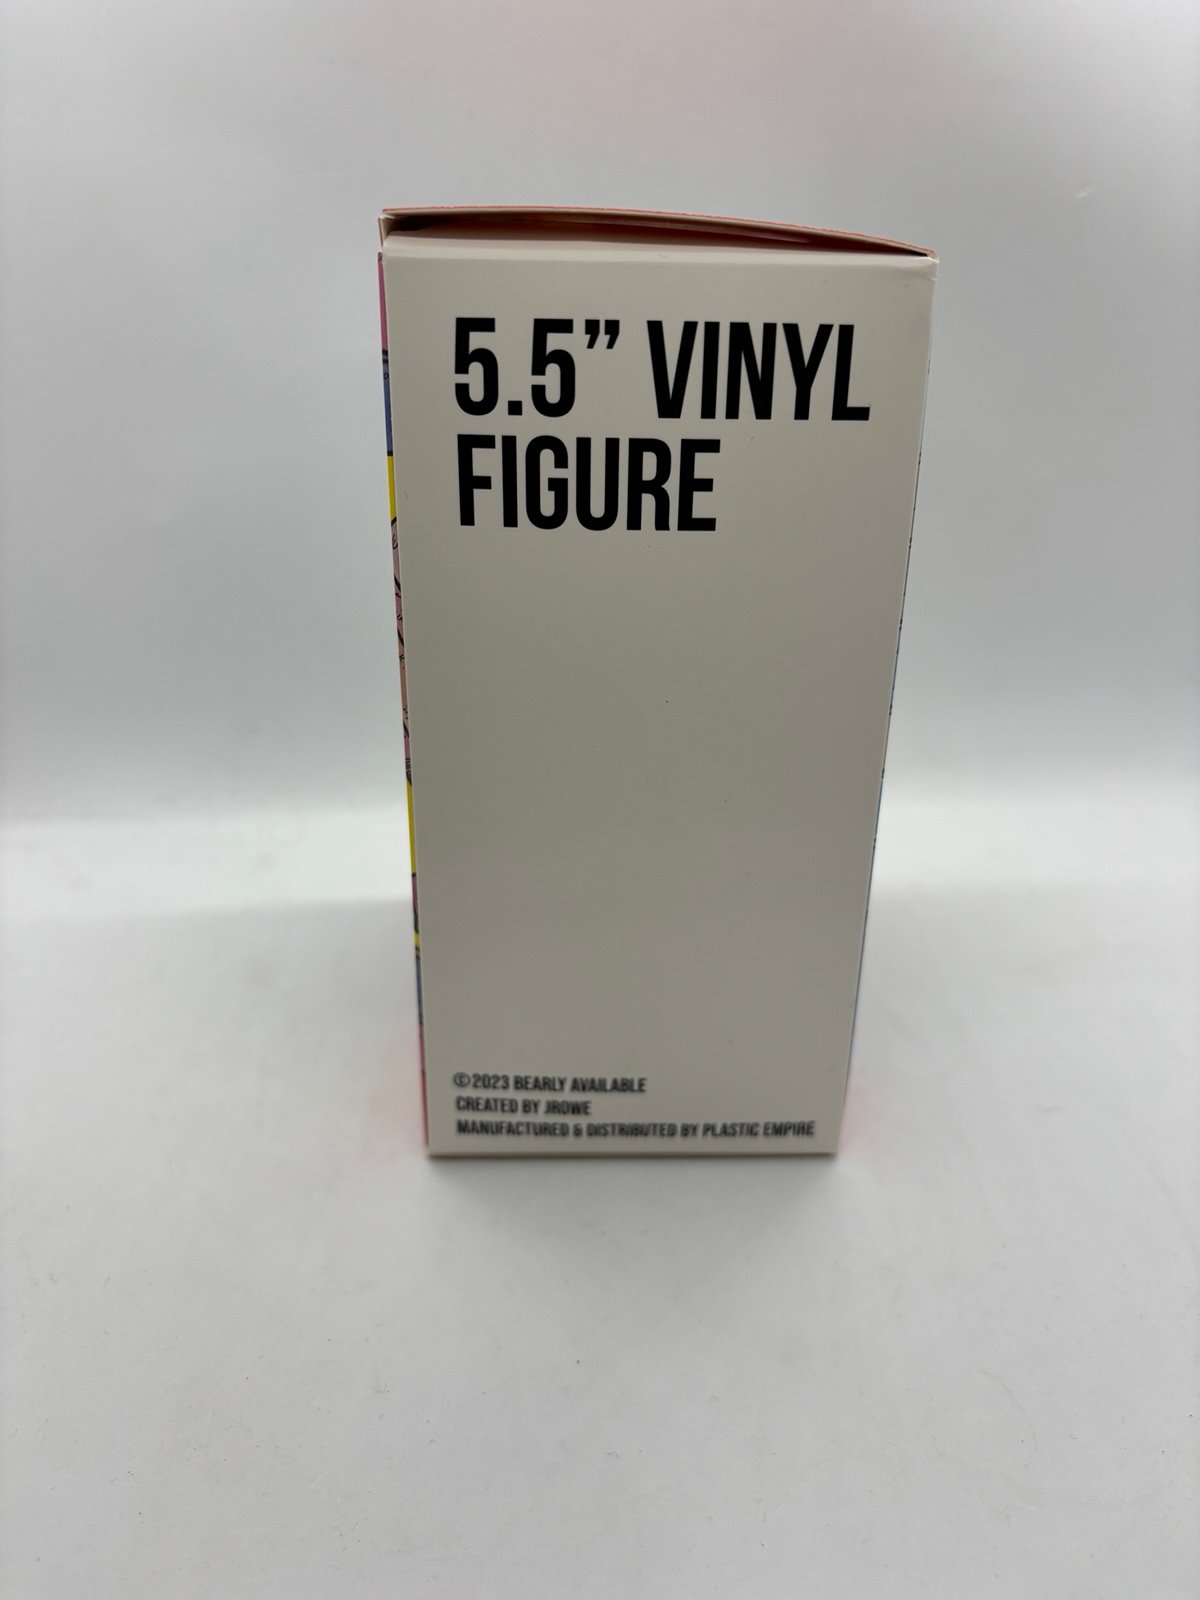 5.5” VINYL
FIGURE
©2023 BEARLY AVAILABLE
CREATED BY JROWE
MANUFACTURED & DISTRIBUTED BY PLASTIC EMPIRE